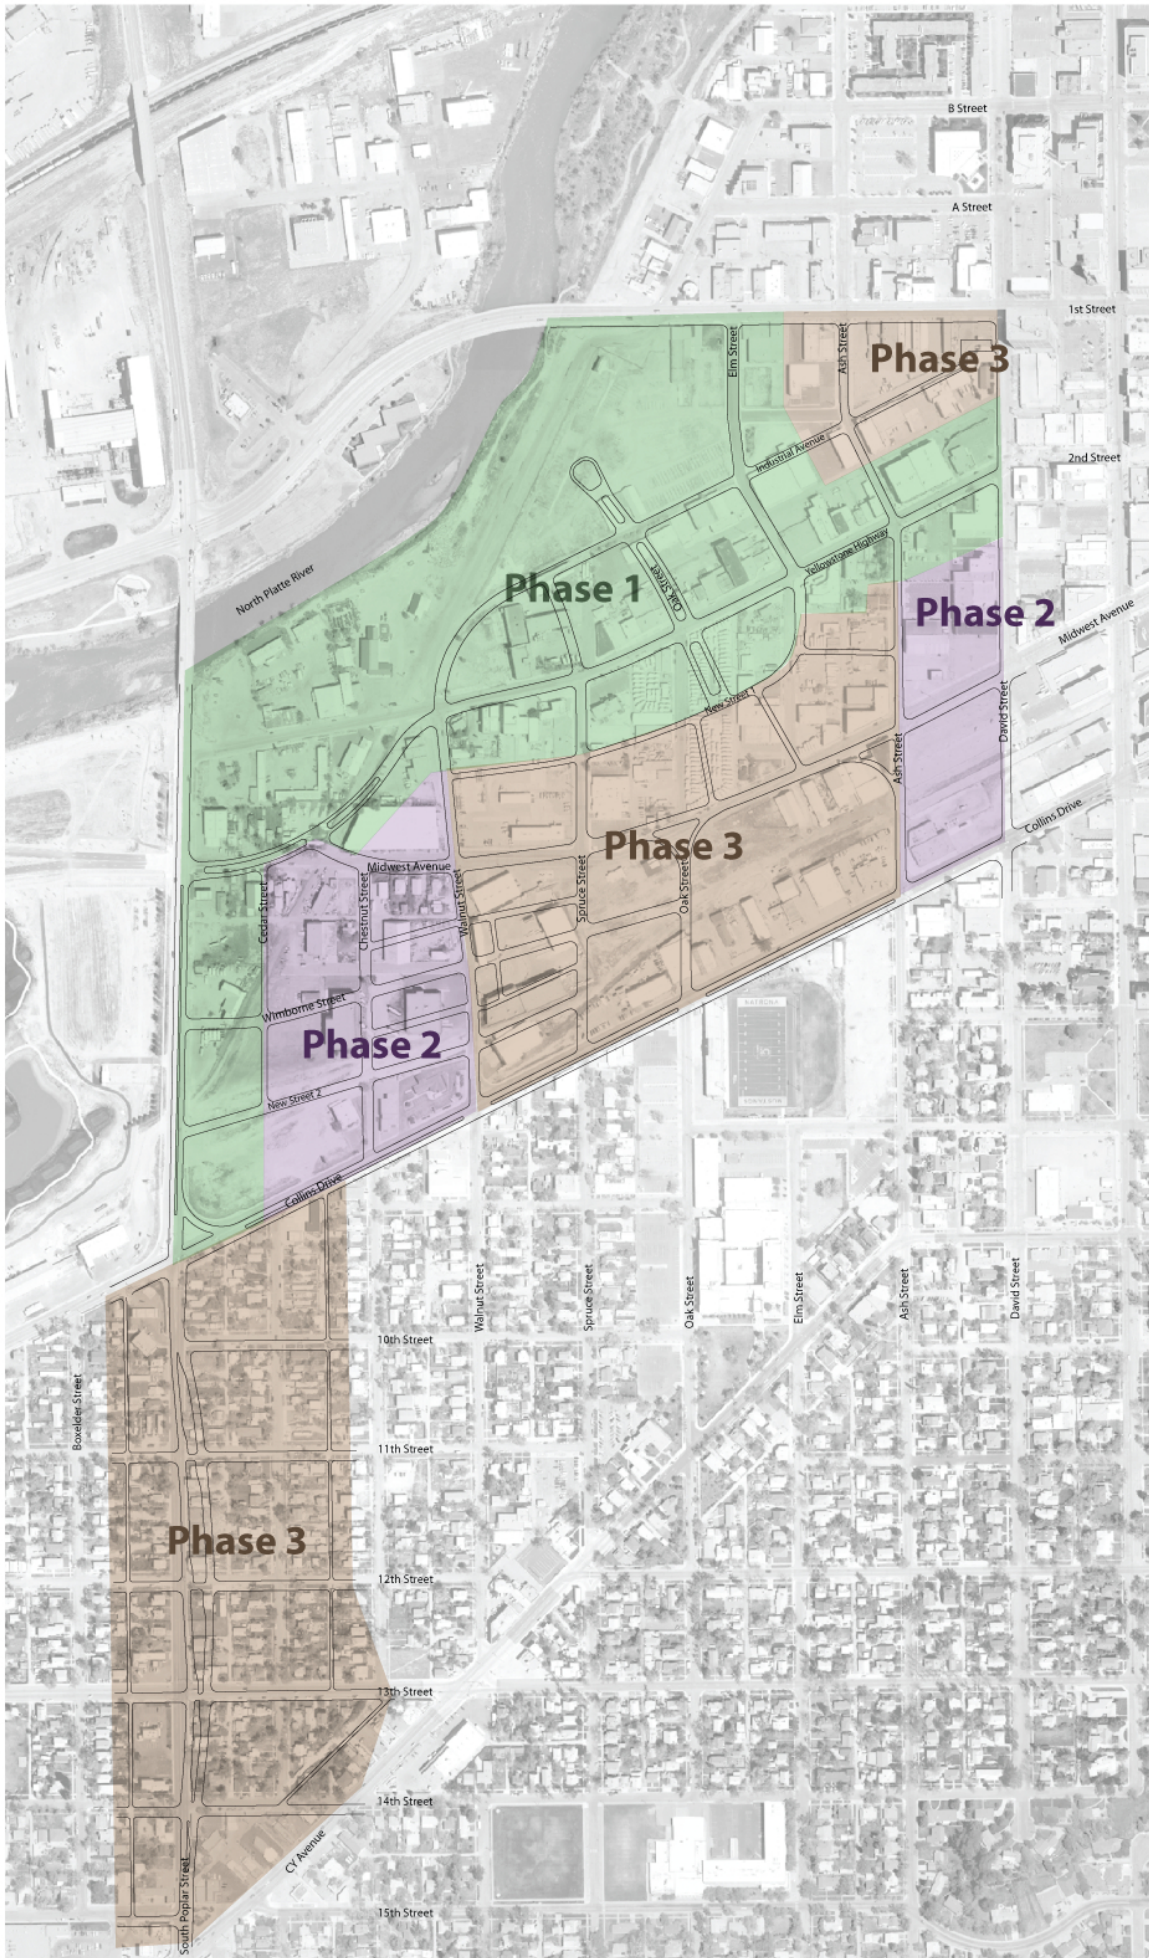 B Street
A Street
1st Street
Elm Street
Ash Street
Phase 3
Industrial Avenue
2nd Street
Yellowstone Highway
North Platte River
Phase 1
Oak Street
Phase 2
Midwest Avenue
New Street 1
David Street
Ash Street
Collins Drive
Phase 3
Midwest Avenue
Cedar Street
Chestnut Street
Walnut Street
Spruce Street
Oak Street
Wimborne Street
NATRONA
MUSTANGS
Phase 2
New Street 2
Collins Drive
Walnut Street
Spruce Street
Oak Street
Elm Street
Ash Street
David Street
10th Street
Boxelder Street
11th Street
Phase 3
12th Street
13th Street
14th Street
CY Avenue
South Poplar Street
15th Street